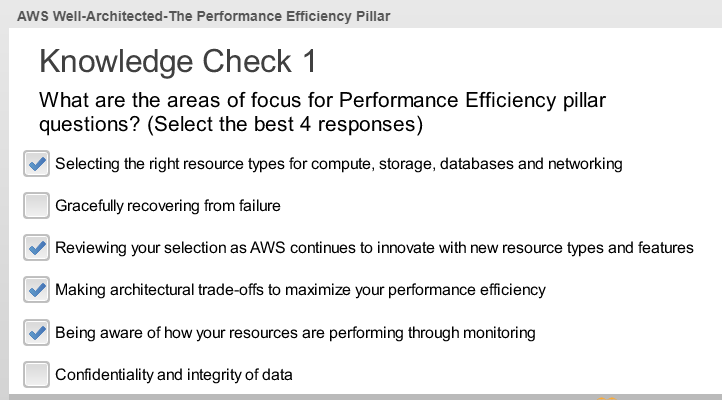 AWS Well-Architected-The Performance Efficiency Pillar
Knowledge Check 1
What are the areas of focus for Performance Efficiency pillar
questions? (Select the best 4 responses)
Selecting the right resource types for compute, storage, databases and networking
Gracefully recovering from failure
Reviewing your selection as AWS continues to innovate with new resource types and features
Making architectural trade-offs to maximize your performance efficiency
Being aware of how your resources are performing through monitoring
Confidentiality and integrity of data